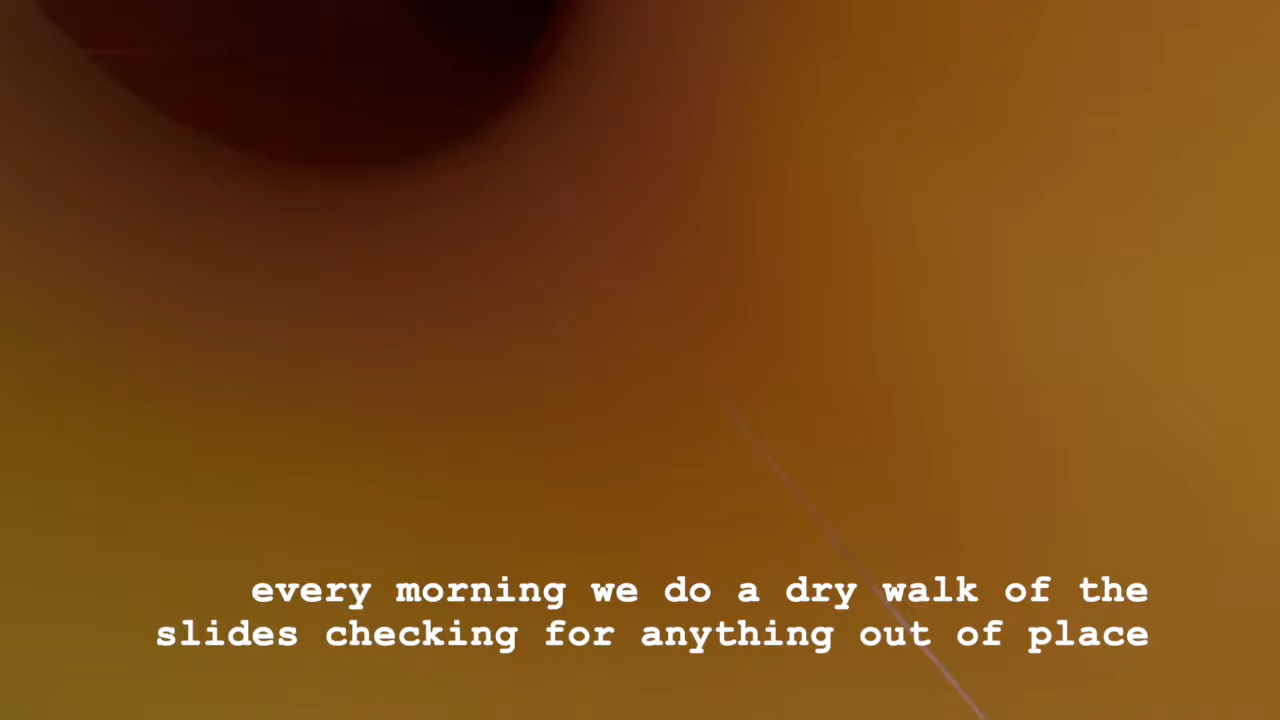 every morning we do a dry walk of the
slides checking for anything out of place